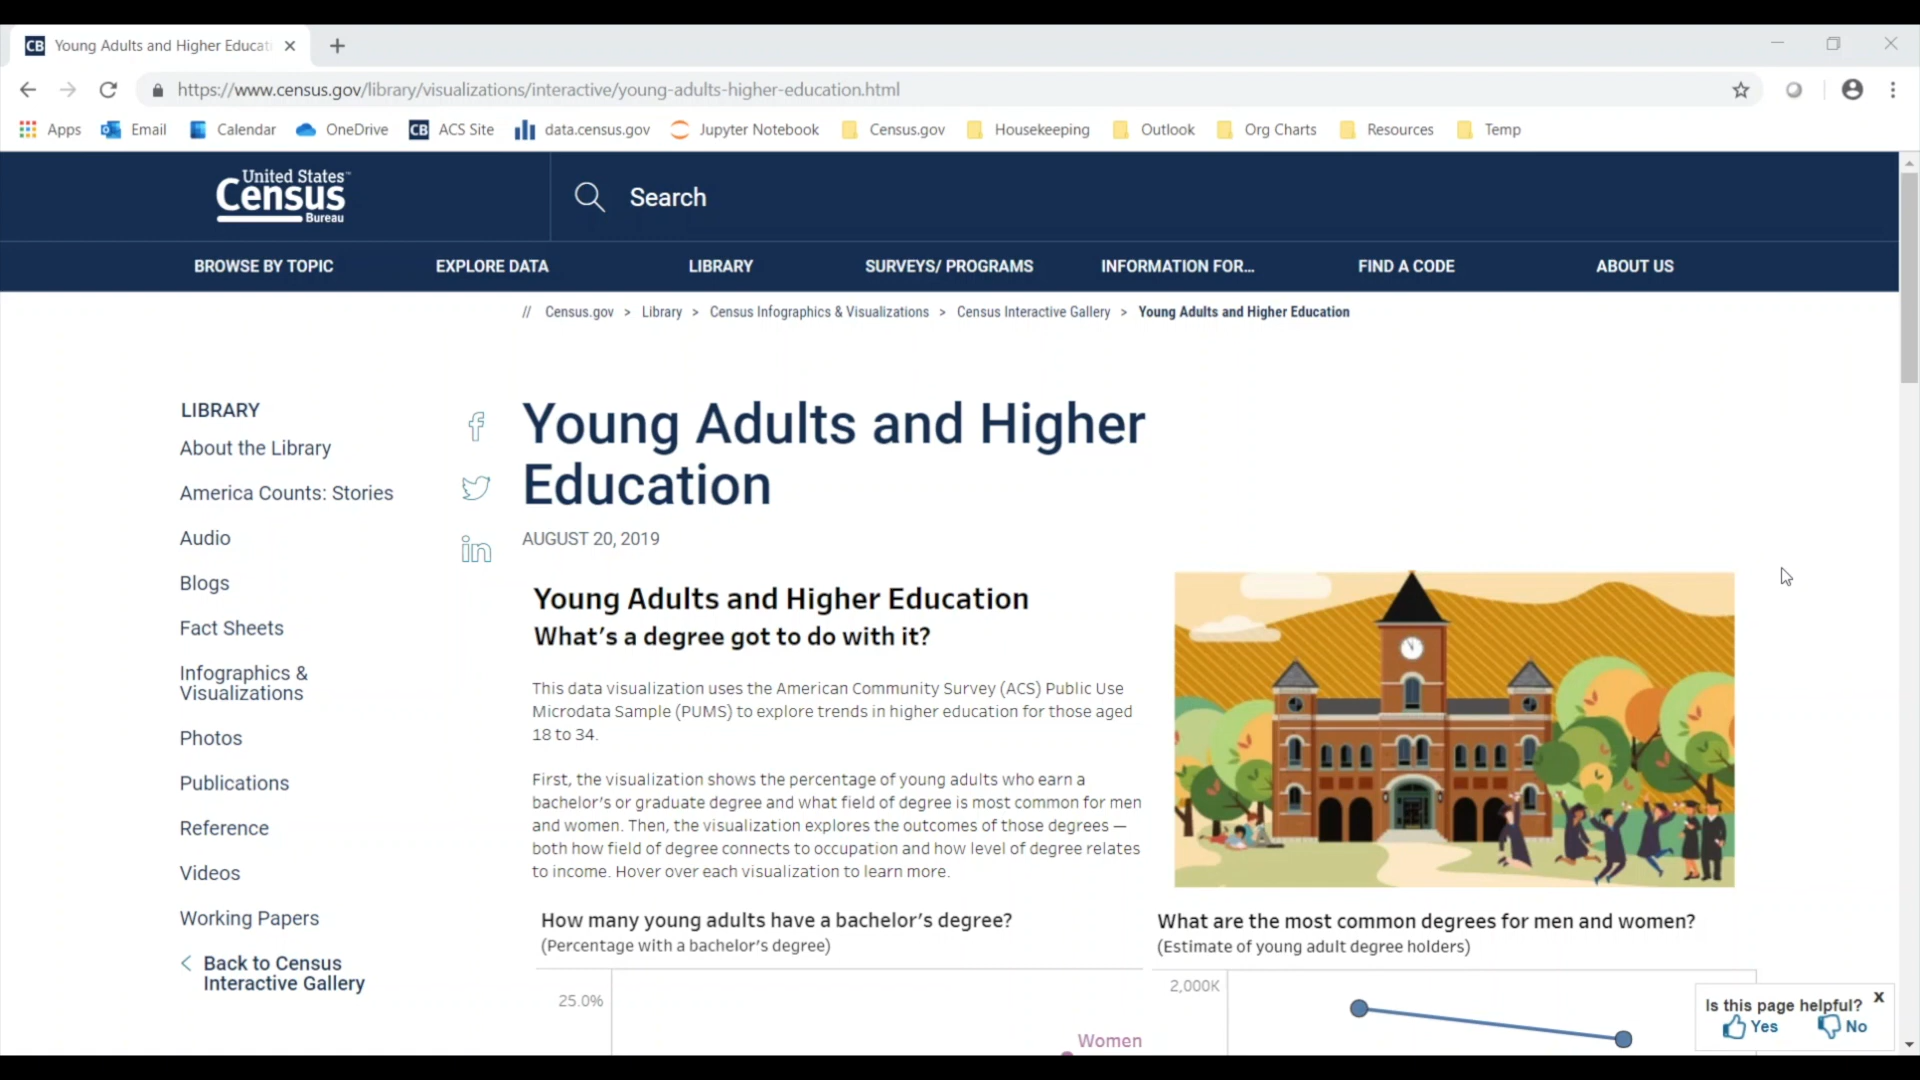 CB Young Adults and Higher Educat
https://www.census.gov/library/visualizations/interactive/young-adults-higher-education.html
Apps Email Calendar OneDrive CB ACS Site data.census.gov Jupyter Notebook Census.gov Housekeeping Outlook Org Charts Resources Temp
United States™
Census
Bureau
Search
BROWSE BY TOPIC EXPLORE DATA LIBRARY SURVEYS/ PROGRAMS INFORMATION FOR... FIND A CODE ABOUT US
// Census.gov > Library > Census Infographics & Visualizations > Census Interactive Gallery > Young Adults and Higher Education
LIBRARY
About the Library
America Counts: Stories
Audio
Blogs
Fact Sheets
Infographics &
Visualizations
Photos
Publications
Reference
Videos
Working Papers
< Back to Census
Interactive Gallery
f
in
Young Adults and Higher
Education
AUGUST 20, 2019
Young Adults and Higher Education
What's a degree got to do with it?
This data visualization uses the American Community Survey (ACS) Public Use
Microdata Sample (PUMS) to explore trends in higher education for those aged
18 to 34.
First, the visualization shows the percentage of young adults who earn a
bachelor's or graduate degree and what field of degree is most common for men
and women. Then, the visualization explores the outcomes of those degrees —
both how field of degree connects to occupation and how level of degree relates
to income. Hover over each visualization to learn more.
How many young adults have a bachelor's degree?
(Percentage with a bachelor's degree)
25.0%
Women
What are the most common degrees for men and women?
(Estimate of young adult degree holders)
2,000K
Is this page helpful? X
Yes No